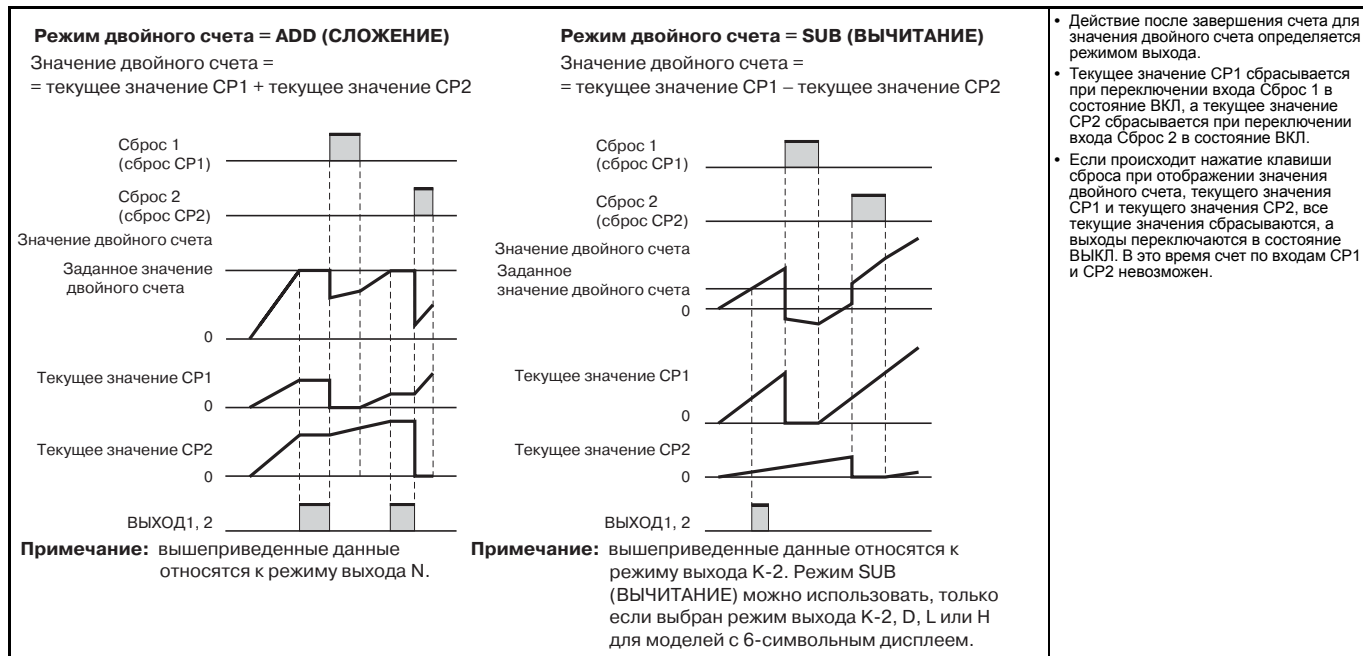 Режим двойного счета = ADD (СЛОЖЕНИЕ)
Значение двойного счета =
= текущее значение CP1 + текущее значение CP2
Сброс 1
(сброс CP1)
Сброс 2
(сброс CP2)
Значение двойного счета
Заданное значение
двойного счета
0
Текущее значение CP1
0
Текущее значение CP2
0
ВЫХОД1, 2
Примечание: вышеприведенные данные
относятся к режиму выхода N.
Режим двойного счета = SUB (ВЫЧИТАНИЕ)
Значение двойного счета =
= текущее значение CP1 – текущее значение CP2
Сброс 1
(сброс CP1)
Сброс 2
(сброс CP2)
Значение двойного счета
Заданное
значение двойного счета
0
Текущее значение CP1
0
Текущее значение CP2
0
ВЫХОД1, 2
Примечание: вышеприведенные данные относятся к
режиму выхода K-2. Режим SUB
(ВЫЧИТАНИЕ) можно использовать, только
если выбран режим выхода K-2, D, L или H
для моделей с 6-символьным дисплеем.
• Действие после завершения счета для
значения двойного счета определяется
режимом выхода.
• Текущее значение CP1 сбрасывается
при переключении входа Сброс 1 в
состояние ВКЛ, а текущее значение
CP2 сбрасывается при переключении
входа Сброс 2 в состояние ВКЛ.
• Если происходит нажатие клавиши
сброса при отображении значения
двойного счета, текущего значения
CP1 и текущего значения CP2, все
текущие значения сбрасываются, а
выходы переключаются в состояние
ВЫКЛ. В это время счет по входам CP1
и CP2 невозможен.